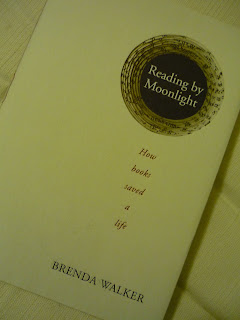 Reading by
Moonlight
How
books
saved
a
life
BRENDA WALKER